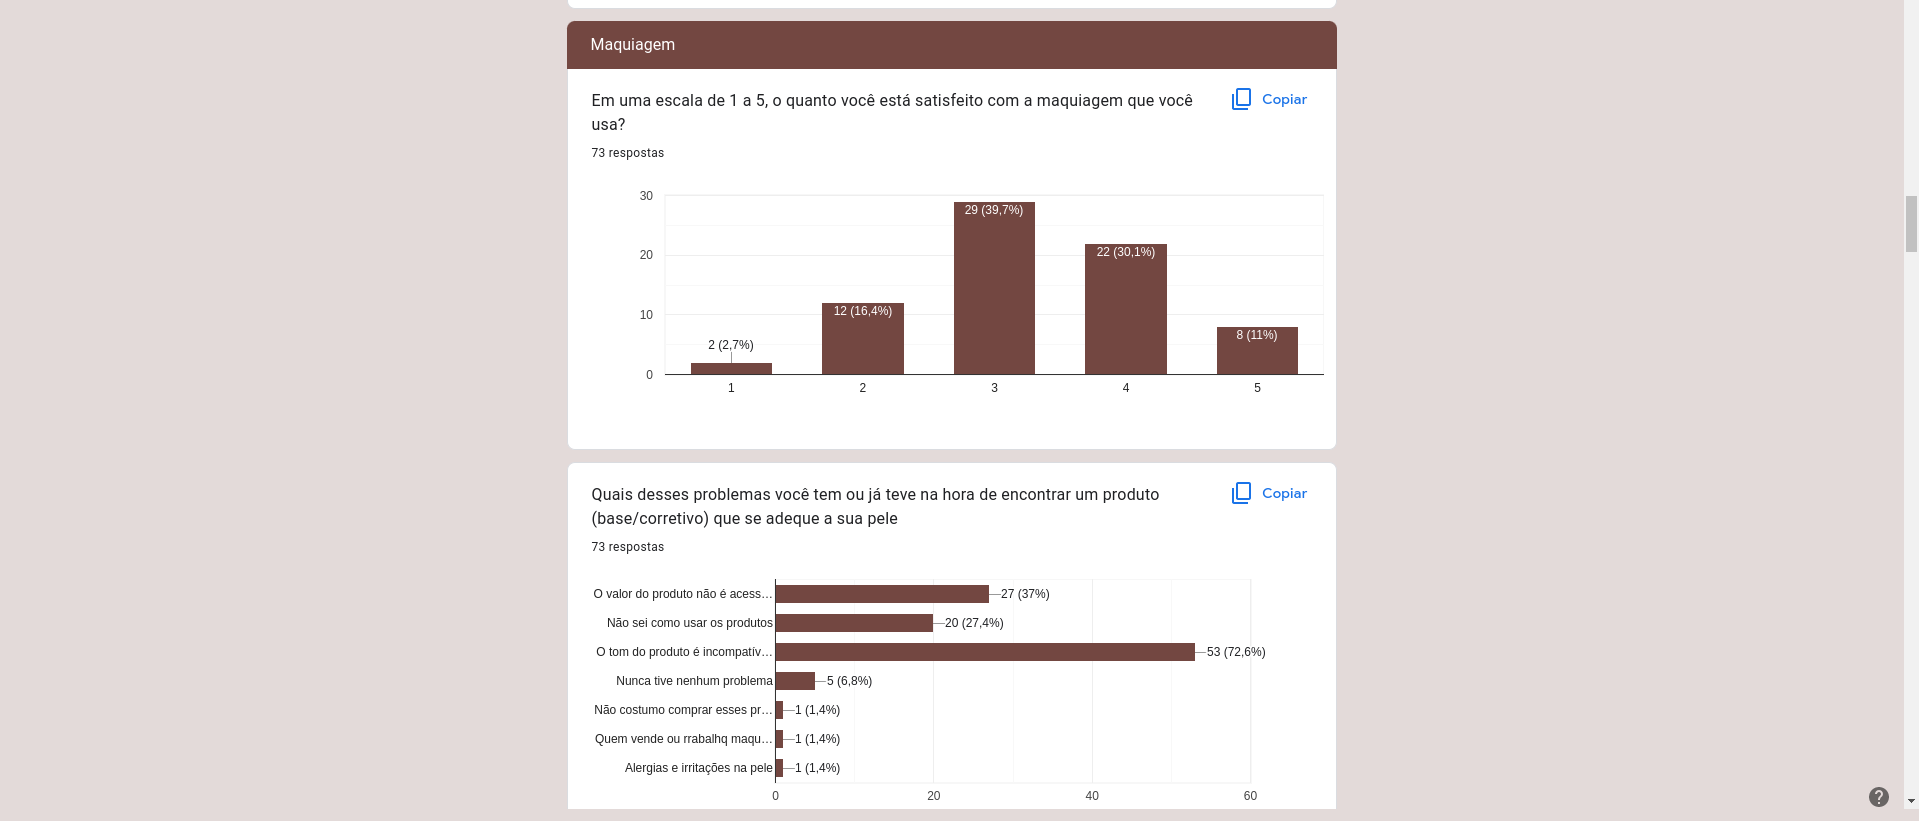 Maquiagem
Em uma escala de 1 a 5, o quanto você está satisfeito com a maquiagem que você
usa?
Copiar
73 respostas
30
20
10
0
2 (2,7%)
12 (16,4%)
29 (39,7%)
22 (30,1%)
8 (11%)
1
2
3
4
5
Quais desses problemas você tem ou já teve na hora de encontrar um produto
(base/corretivo) que se adeque a sua pele
Copiar
73 respostas
O valor do produto não é acess… 27 (37%)
Não sei como usar os produtos 20 (27,4%)
O tom do produto é incompatív… 53 (72,6%)
Nunca tive nenhum problema 5 (6,8%)
Não costumo comprar esses pr… 1 (1,4%)
Quem vende ou rrabalhq maqu… 1 (1,4%)
Alergias e irritações na pele 1 (1,4%)
0 20 40 60